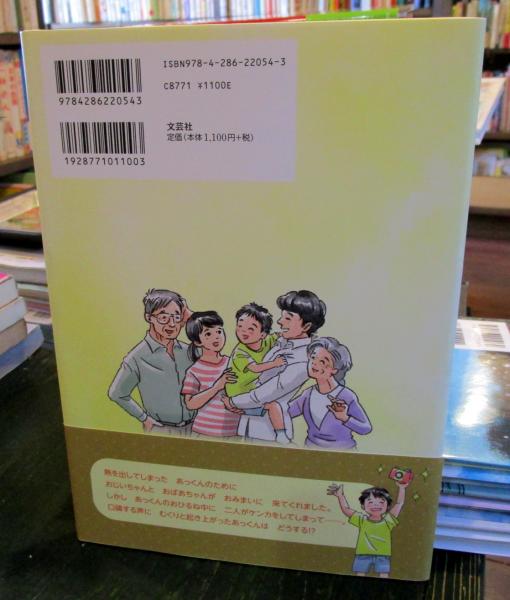 ISBN978-4-286-22054-3
C8771 ¥1100E
文芸社
定価(本体1,100円+税)
9784286220543
1928771011003
熱を出してしまった あっくんのために
おじいちゃんと おばあちゃんが おみまいに 来てくれました。
しかし あっくんのおひるね中に 二人がケンカをしてしまって――。
口論する声に むくりと起き上がったあっくんは どうする!?